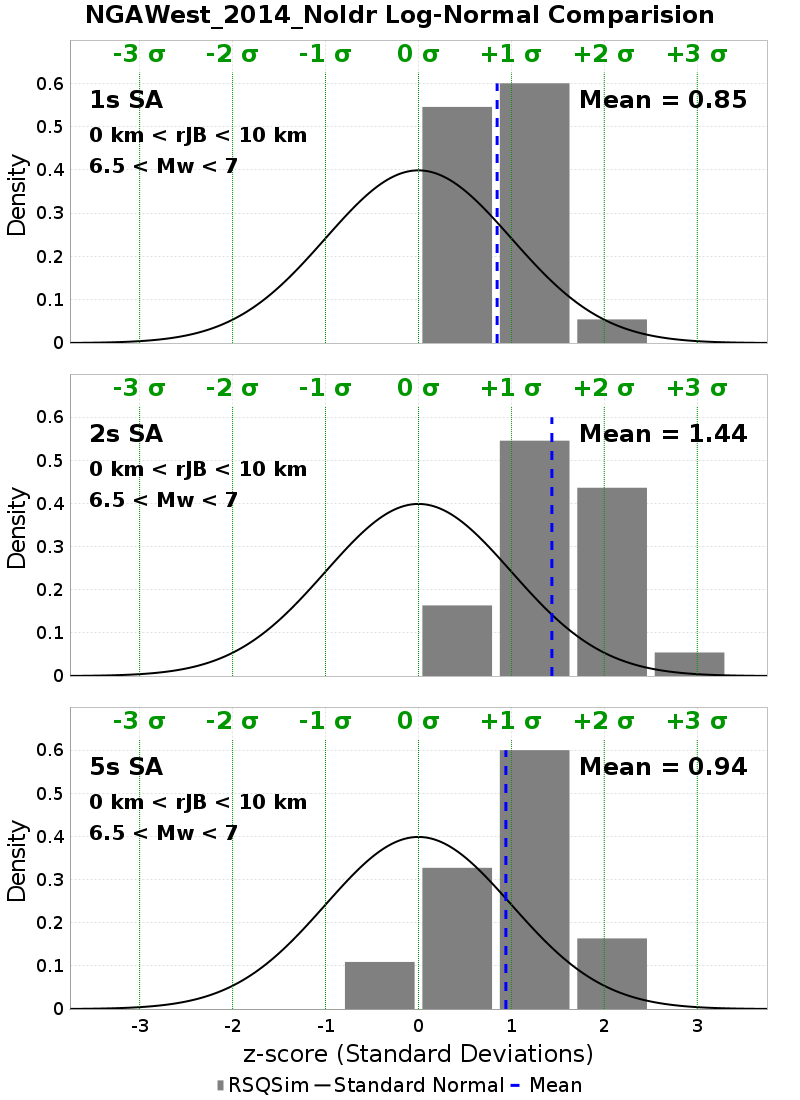 NGAWest_2014_NoIdr Log-Normal Comparision
-3 σ -2 σ -1 σ 0 σ +1 σ +2 σ +3 σ
0.6
1s SA Mean = 0.85
0.5
0 km < rJB < 10 km
0.4
6.5 < Mw < 7
0.3
0.2
0.1
0
Density
-3 σ -2 σ -1 σ 0 σ +1 σ +2 σ +3 σ
0.6
2s SA Mean = 1.44
0.5
0 km < rJB < 10 km
0.4
6.5 < Mw < 7
0.3
0.2
0.1
0
Density
-3 σ -2 σ -1 σ 0 σ +1 σ +2 σ +3 σ
0.6
5s SA Mean = 0.94
0.5
0 km < rJB < 10 km
0.4
6.5 < Mw < 7
0.3
0.2
0.1
0
Density
-3 -2 -1 0 1 2 3
z-score (Standard Deviations)
RSQSim Standard Normal Mean